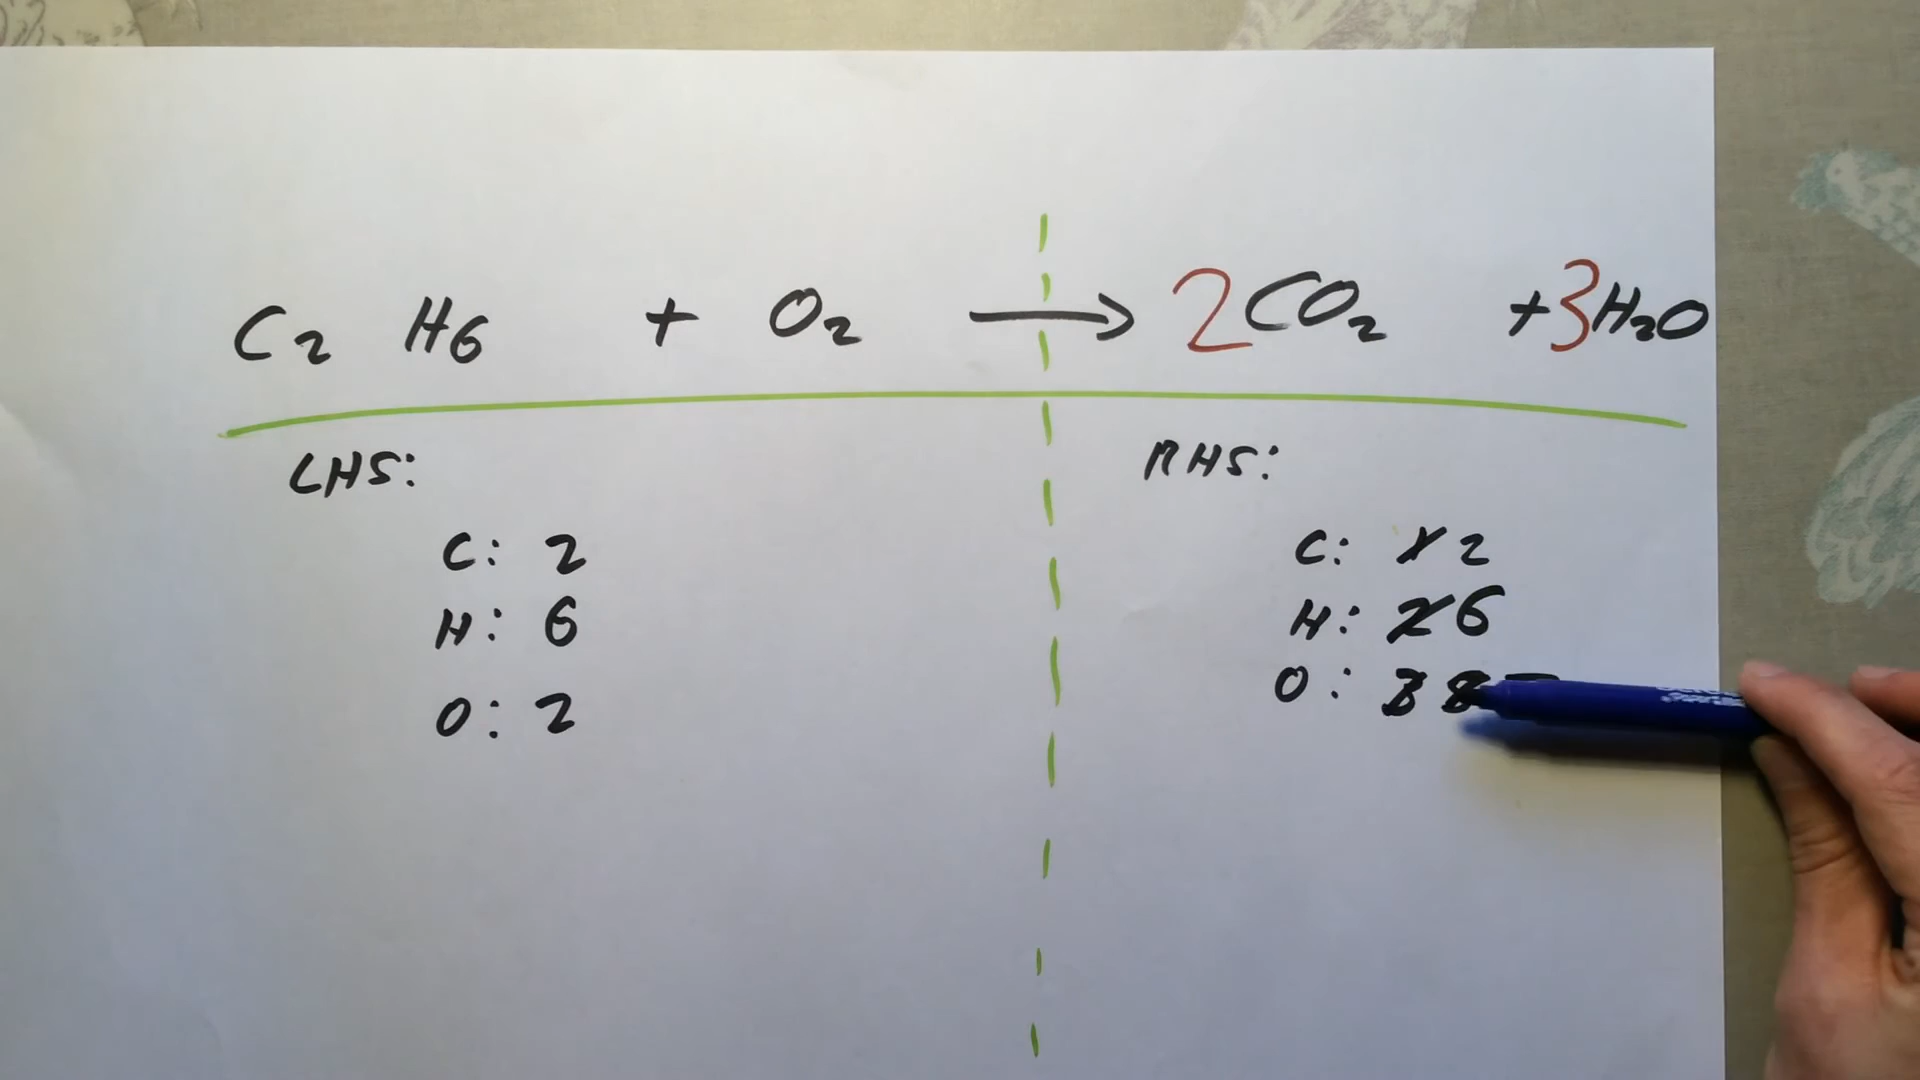 C2 H6 + O2 → 2CO2 +3H2O
LHS:
RHS:
C: 2
C: 1 2
H: 6
H: 2 6
O: 2
O: 3